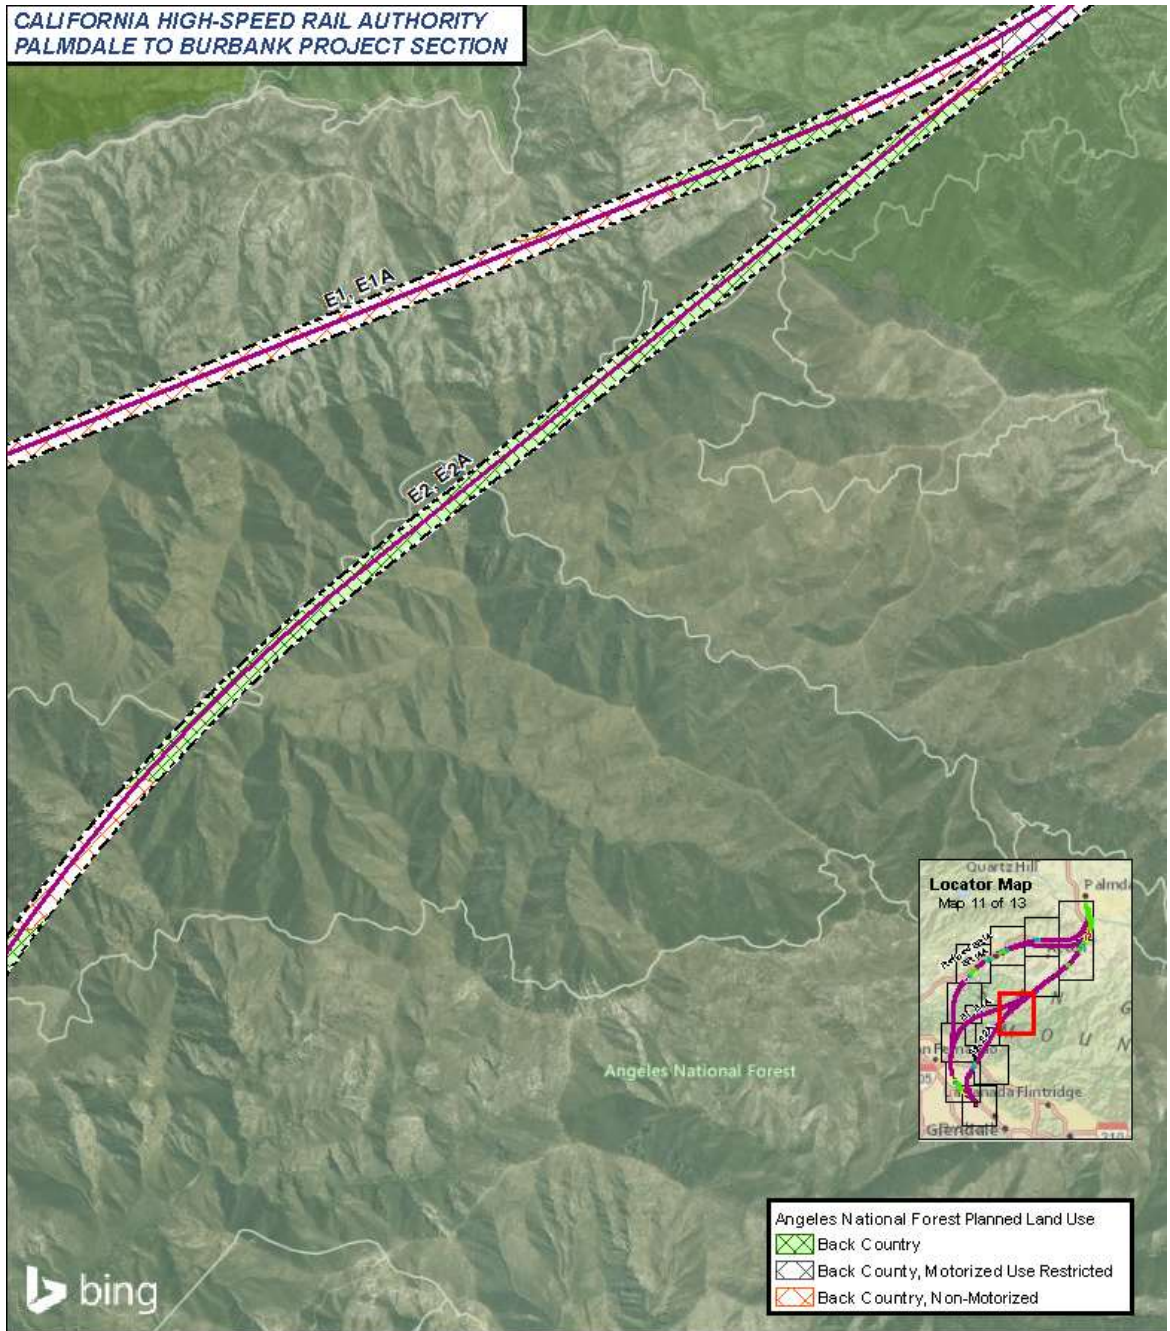 CALIFORNIA HIGH-SPEED RAIL AUTHORITY
PALMDALE TO BURBANK PROJECT SECTION
E1, E1A
E2, E2A
Quartz Hill
Locator Map
Palmda
Map 11 of 13
Flintridge
Glendale
210
Angeles National Forest
Angeles National Forest Planned Land Use
Back Country
Back County, Motorized Use Restricted
Back Country, Non-Motorized
bing